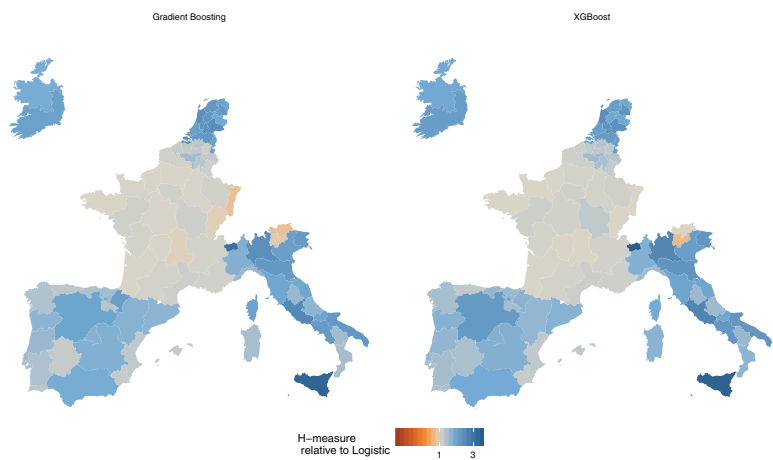 Gradient Boosting
XGBoost
H-measure
relative to Logistic
1
3